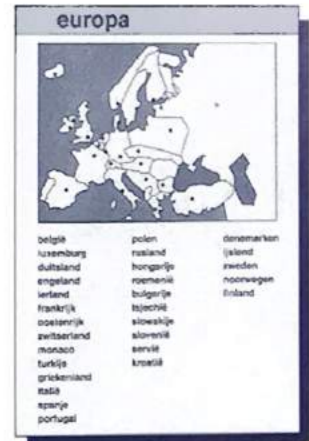 europa
belgië
luxemburg
duitsland
engeland
ierland
frankrijk
oostenrijk
zwitserland
monaco
turkije
griekenland
italië
spanje
portugal
polen
rusland
hongarije
roemenië
bulgarije
tsjechië
slowakije
slovenië
servië
kroatië
denemarken
ijsland
zweden
noorwegen
finland